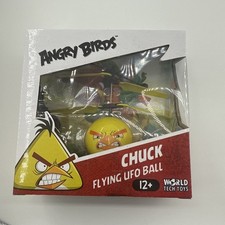 ANGRY BIRDS
CHUCK
FLYING UFO BALL
12+
WORLD
TECH TOYS